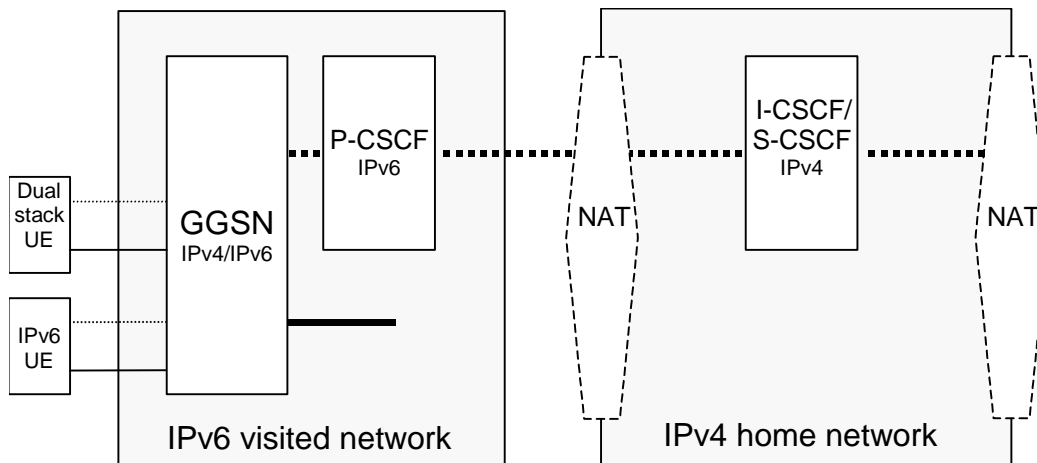 Dual
stack
UE
IPv6
UE
GGSN
IPv4/IPv6
P-CSCF
IPv6
IPv6 visited network
NAT
I-CSCF/
S-CSCF
IPv4
NAT
IPv4 home network